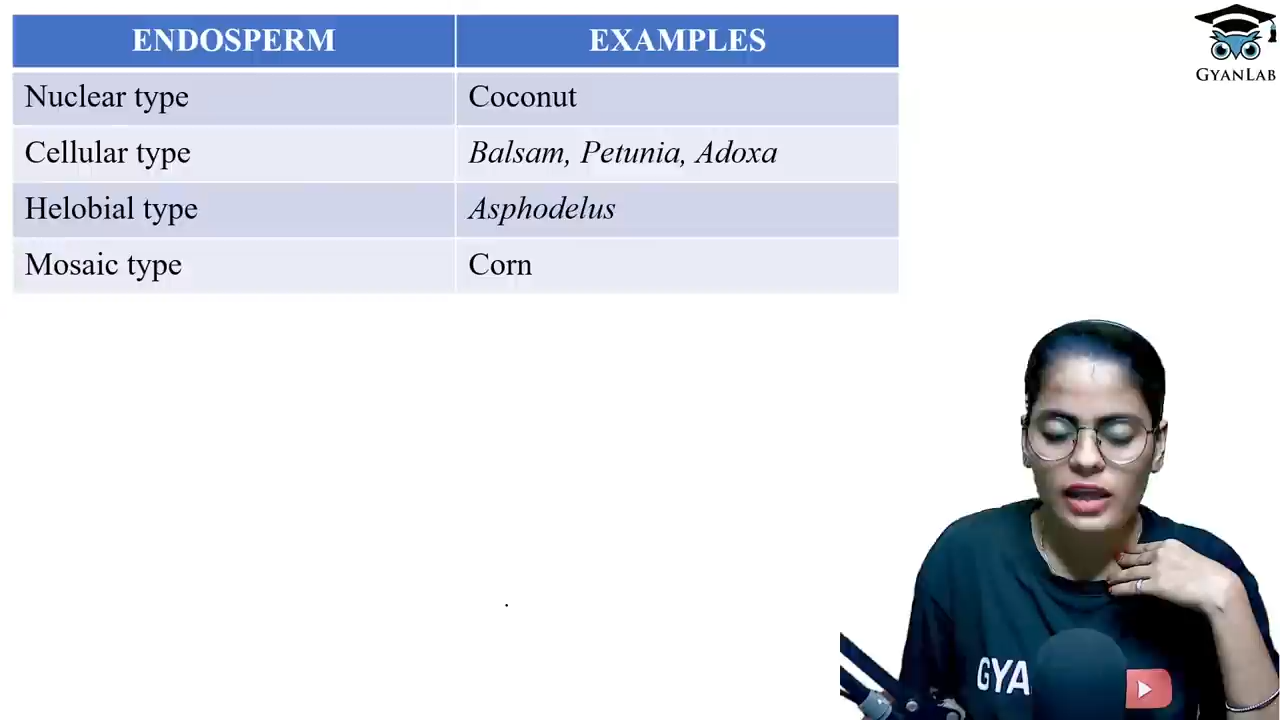 ENDOSPERM EXAMPLES
Nuclear type Coconut
Cellular type Balsam, Petunia, Adoxa
Helobial type Asphodelus
Mosaic type Corn
GYANLAB
GYA